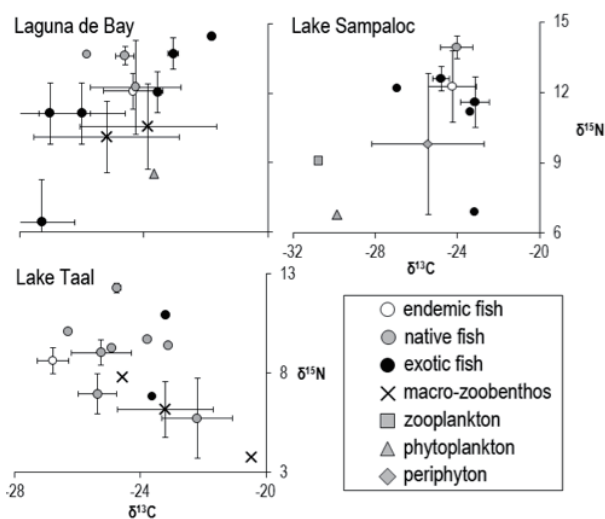 Laguna de Bay
Lake Sampaloc
15
12
δ15N
9
6
-32
-28
-24
-20
δ13C
Lake Taal
13
δ15N
8
3
-28
-24
-20
δ13C
endemic fish
native fish
exotic fish
macro-zoobenthos
zooplankton
phytoplankton
periphyton